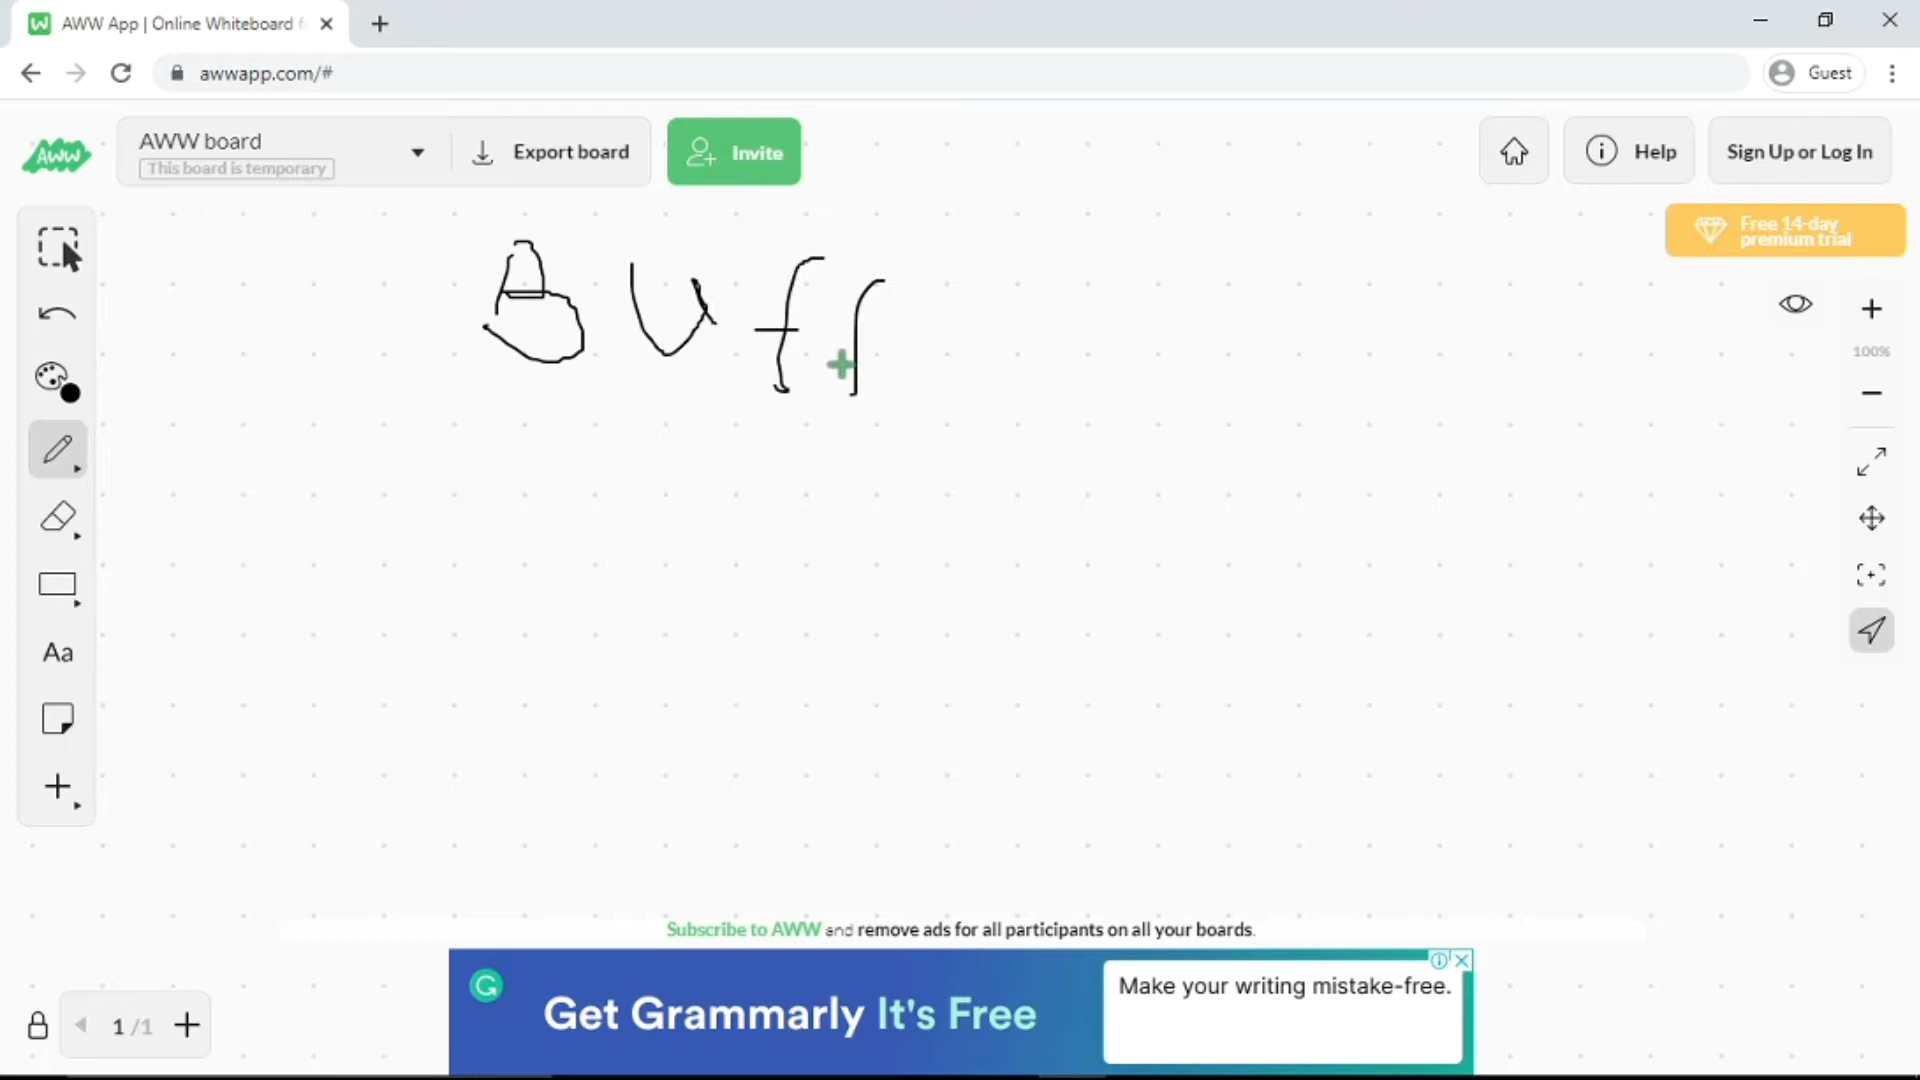 AWW App | Online Whiteboard f
awwapp.com/#
Guest
AWW
AWW board
This board is temporary
Export board
Invite
Help
Sign Up or Log In
Free 14-day
premium trial
Buff
100%
Aa
Subscribe to AWW and remove ads for all participants on all your boards.
Get Grammarly It's Free
Make your writing mistake-free.
1 /1